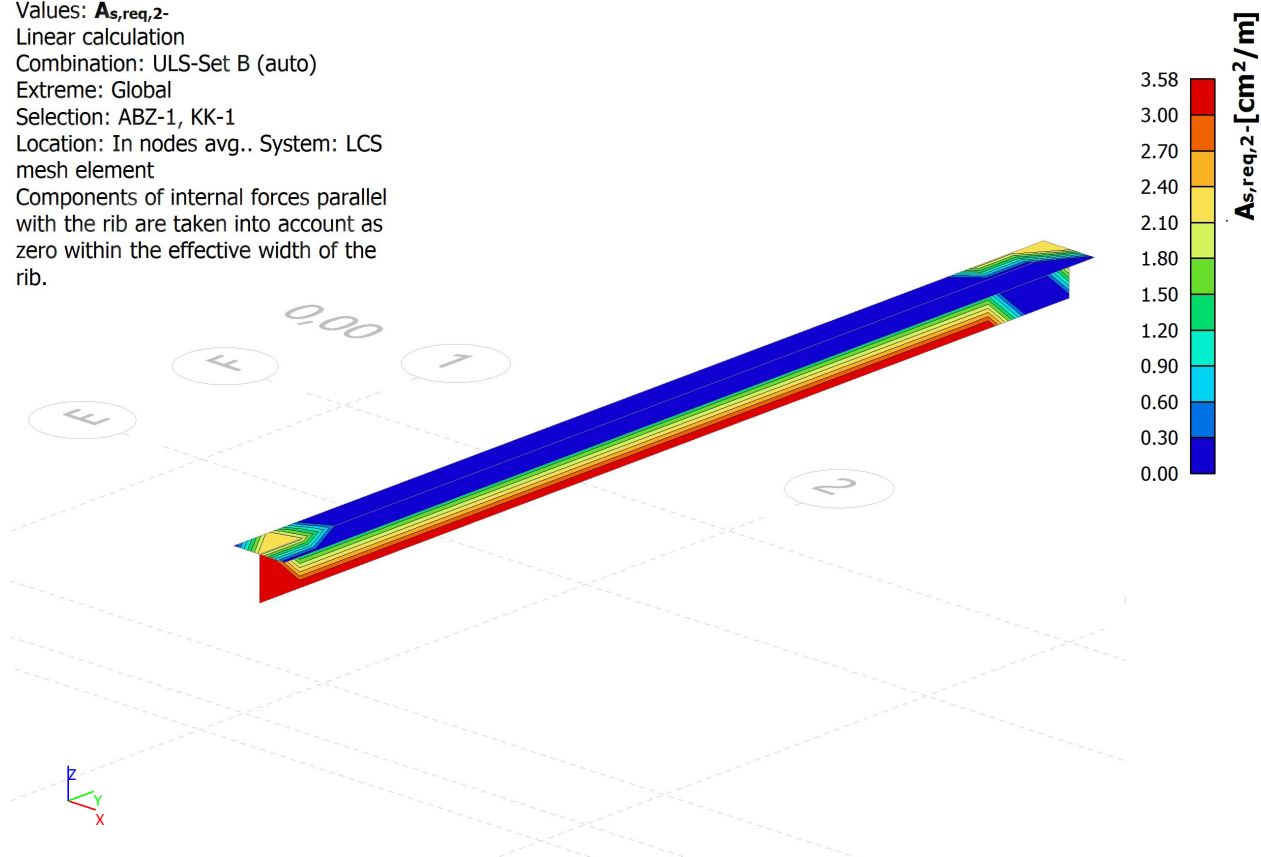 Values: As,req,2-
Linear calculation
Combination: ULS-Set B (auto)
Extreme: Global
Selection: ABZ-1, KK-1
Location: In nodes avg.. System: LCS
mesh element
Components of internal forces parallel
with the rib are taken into account as
zero within the effective width of the
rib.
0,00
F
1
E
2
3.58
3.00
2.70
2.40
2.10
1.80
1.50
1.20
0.90
0.60
0.30
0.00
As,req,2-[cm²/m]
Z
Y
X